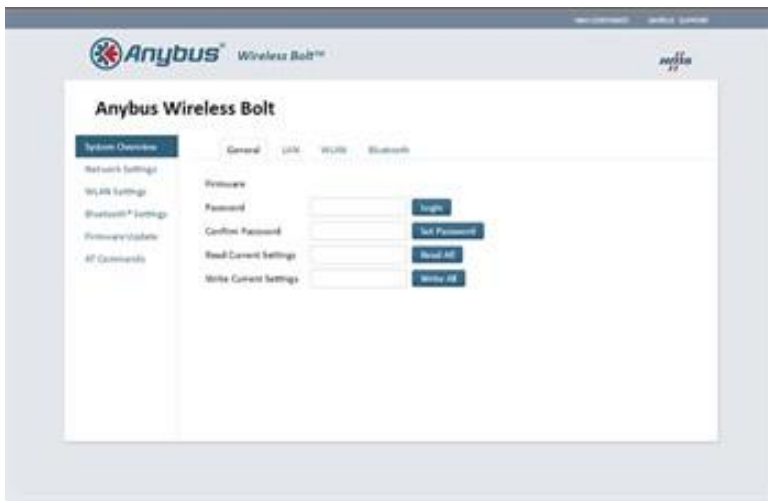 Anybus® Wireless Bolt™
Anybus Wireless Bolt
System Overview
General LAN WLAN Bluetooth
Network Settings
WLAN Settings
Bluetooth® Settings
Firmware Update
AT Commands
Firmware
Password
Login
Confirm Password
Set Password
Read Current Settings
Read All
Write Current Settings
Write All